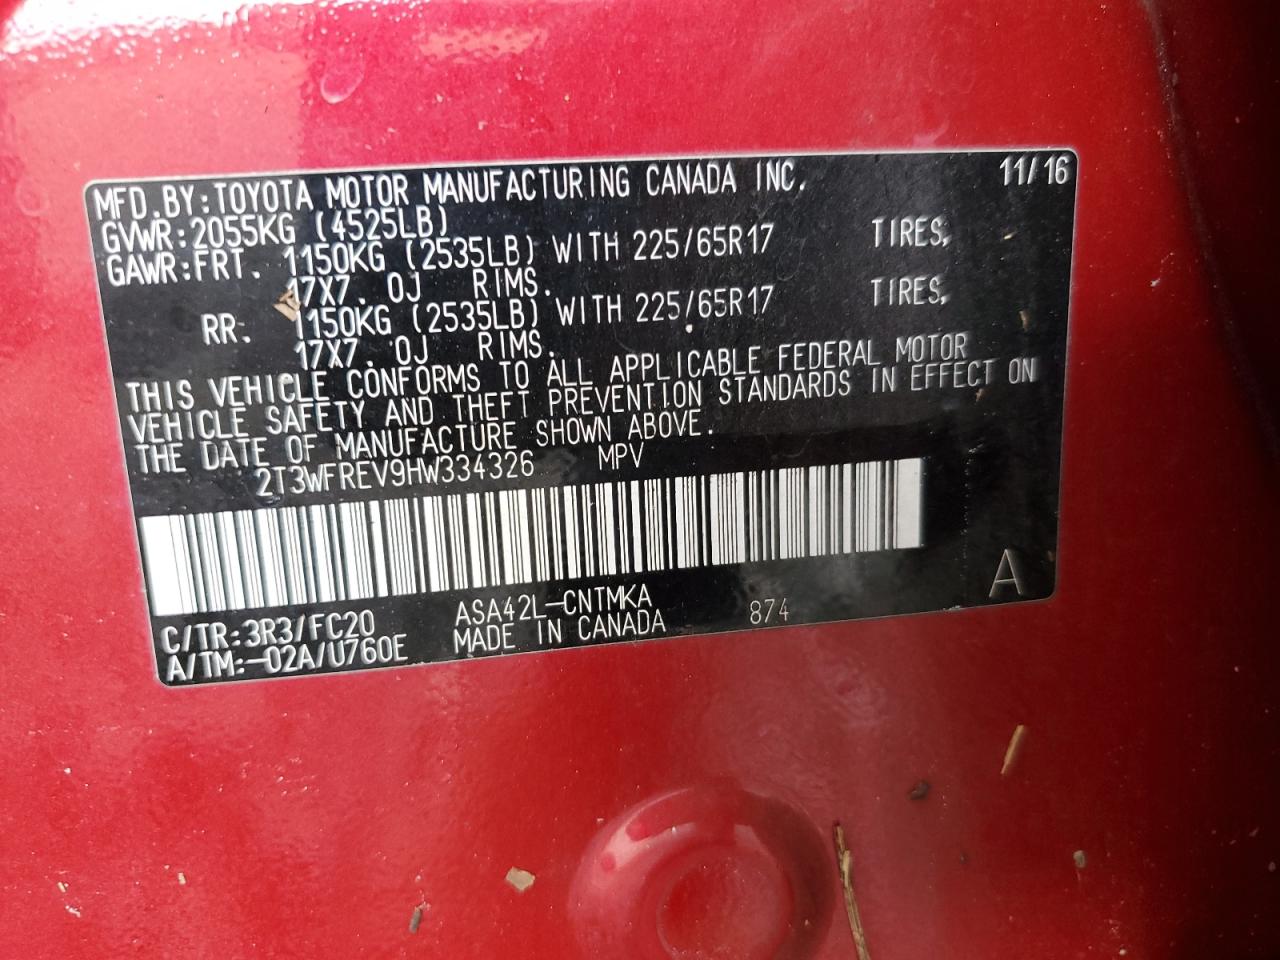 MFD.BY:TOYOTA MOTOR MANUFACTURING CANADA INC. 11/16
GVWR:2055KG (4525LB)
GAWR:FRT. 1150KG (2535LB) WITH 225/65R17 TIRES,
17X7.0J RIMS.
RR. 1150KG (2535LB) WITH 225/65R17 TIRES,
17X7.0J RIMS.
THIS VEHICLE CONFORMS TO ALL APPLICABLE FEDERAL MOTOR
VEHICLE SAFETY AND THEFT PREVENTION STANDARDS IN EFFECT ON
THE DATE OF MANUFACTURE SHOWN ABOVE.
2T3WFREV9HW334326 MPV
A
C/TR:3R3/FC20 ASA42L-CNTMKA 874
A/TM:-02A/U760E MADE IN CANADA